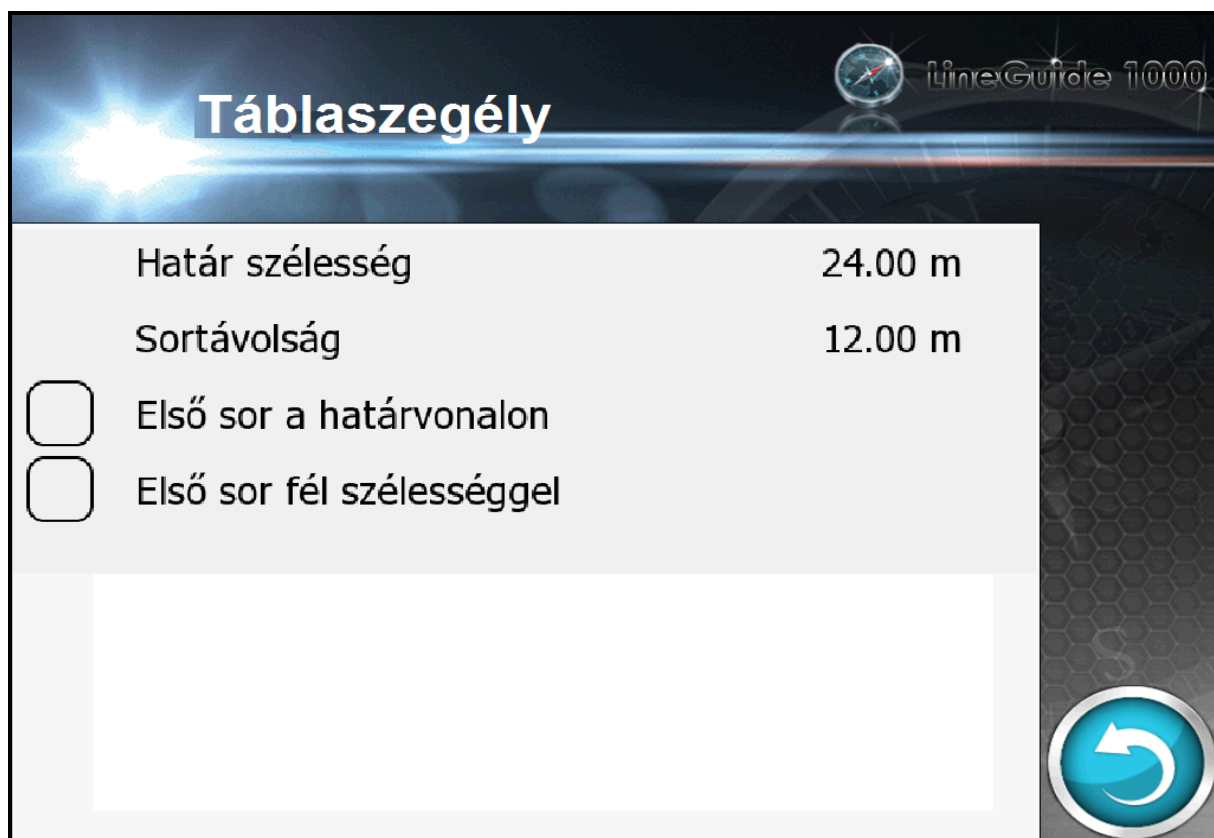 LineGuide 1000
Táblaszegély
Határ szélesség 24.00 m
Sortávolság 12.00 m
Első sor a határvonalon
Első sor fél szélességgel
N
S